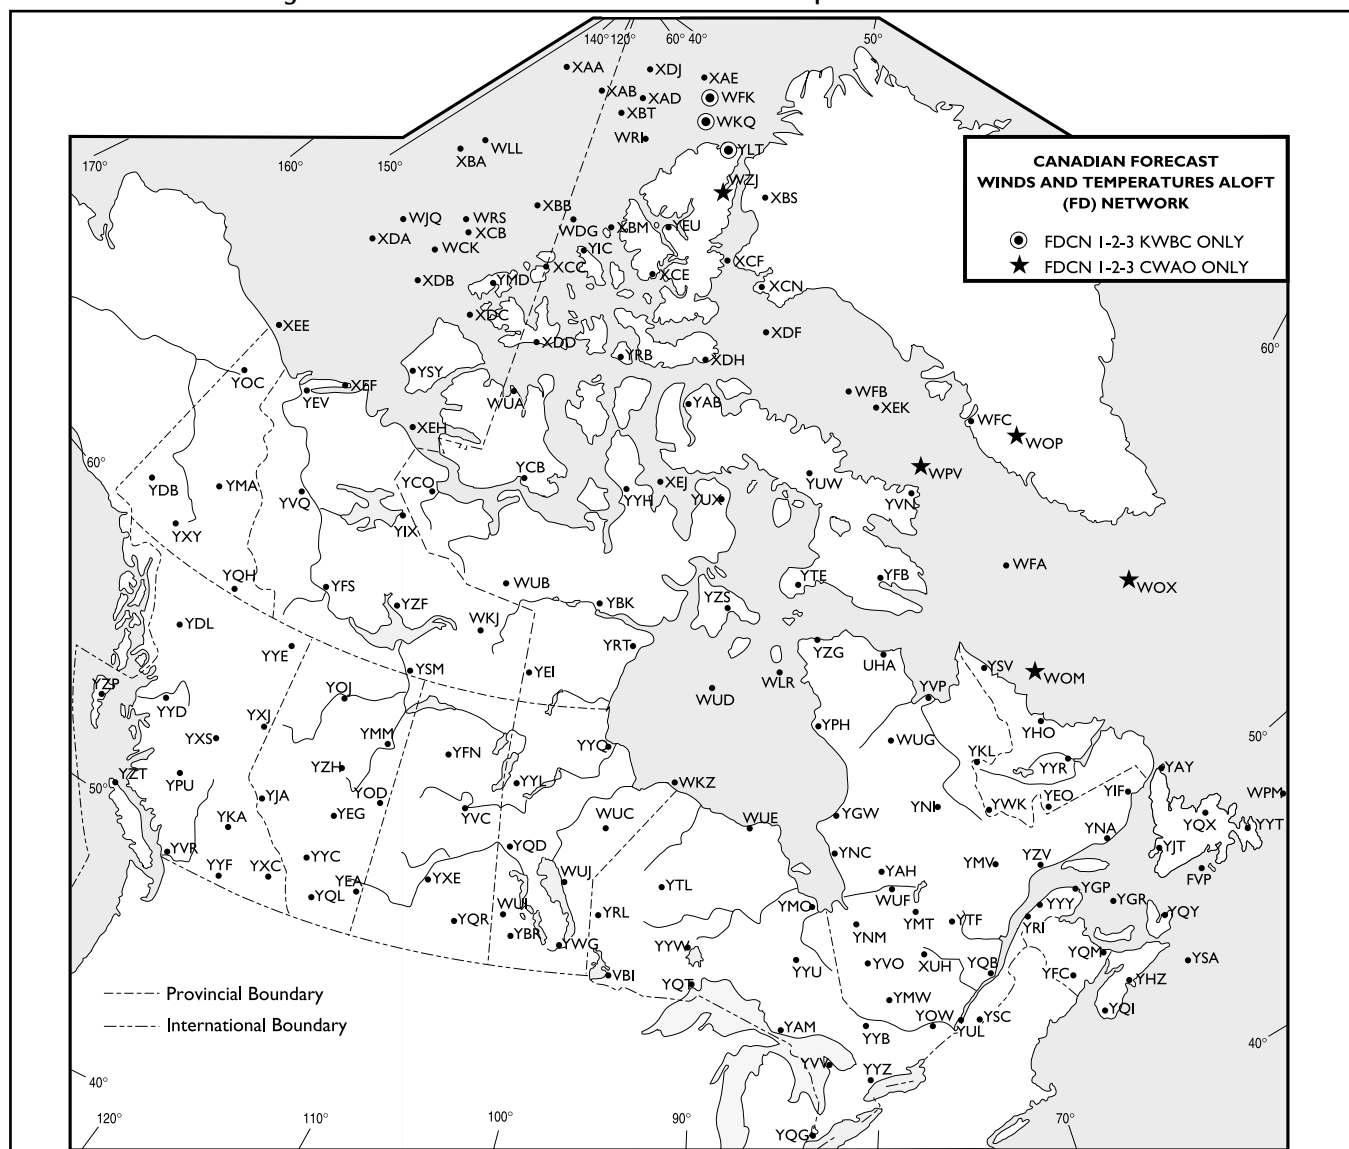 140° 120° 60° 40° 50°
XAA XDJ XAE
XAB XAD WFK
XBT WKQ
WRI YLT
170° 160° 150° XBA WLL
CANADIAN FORECAST
WINDS AND TEMPERATURES ALOFT
(FD) NETWORK
FDCN 1-2-3 KWBC ONLY
FDCN 1-2-3 CWAO ONLY
WZJ
XBS
XBB
WJQ WRS WDG XBM YEU
XDA XCB
WCK YIC
XCC XCE XCF
XDB YMD XCN
XDC
XEE XDD XDF
YRB XDH 60°
YOC YSY
YEV XEF WUA YAB WFB
XEK
XEH WFC
WOP
60°
WPV
YDB YMA YVQ YCO YCB YYH XEJ YUX YUW YVN
YXY YIX
WFA
YQH YFS WUB YTE YFB WOX
YZF YBK YZS
YDL WKJ
YYE YRT YZG UHA
YSM YEI WLR YSV WOM
YZP YYD YOJ WUD YVP
YXJ YPH YHO 50°
YXS YMM YFN YYQ WUG
YKL YYR YAY
YZT YPU YZH YYL WKZ
50° YJA YOD YIF WPM
YKA YEG YVC WUC WUE YGW YNI YWK YEO YQX YYT
YVR YYC YQD YNC YNA YJT
YYF YXC YEA YXE WUJ YTL YAH YMV YZV FVP
YQL WUI YRL YMO WUF YGP YGR YQY
YQR YBR YMT YTF YYY
YWG YYW YNM YRI
VBI YYU YVO XUH YQB YQM YSA
YQT YFC YHZ
Provincial Boundary YMW YQI
International Boundary YAM YYB YOW YUL YSC
40°
YVV YYZ
40°
YQG
120° 110° 100° 90° 70°